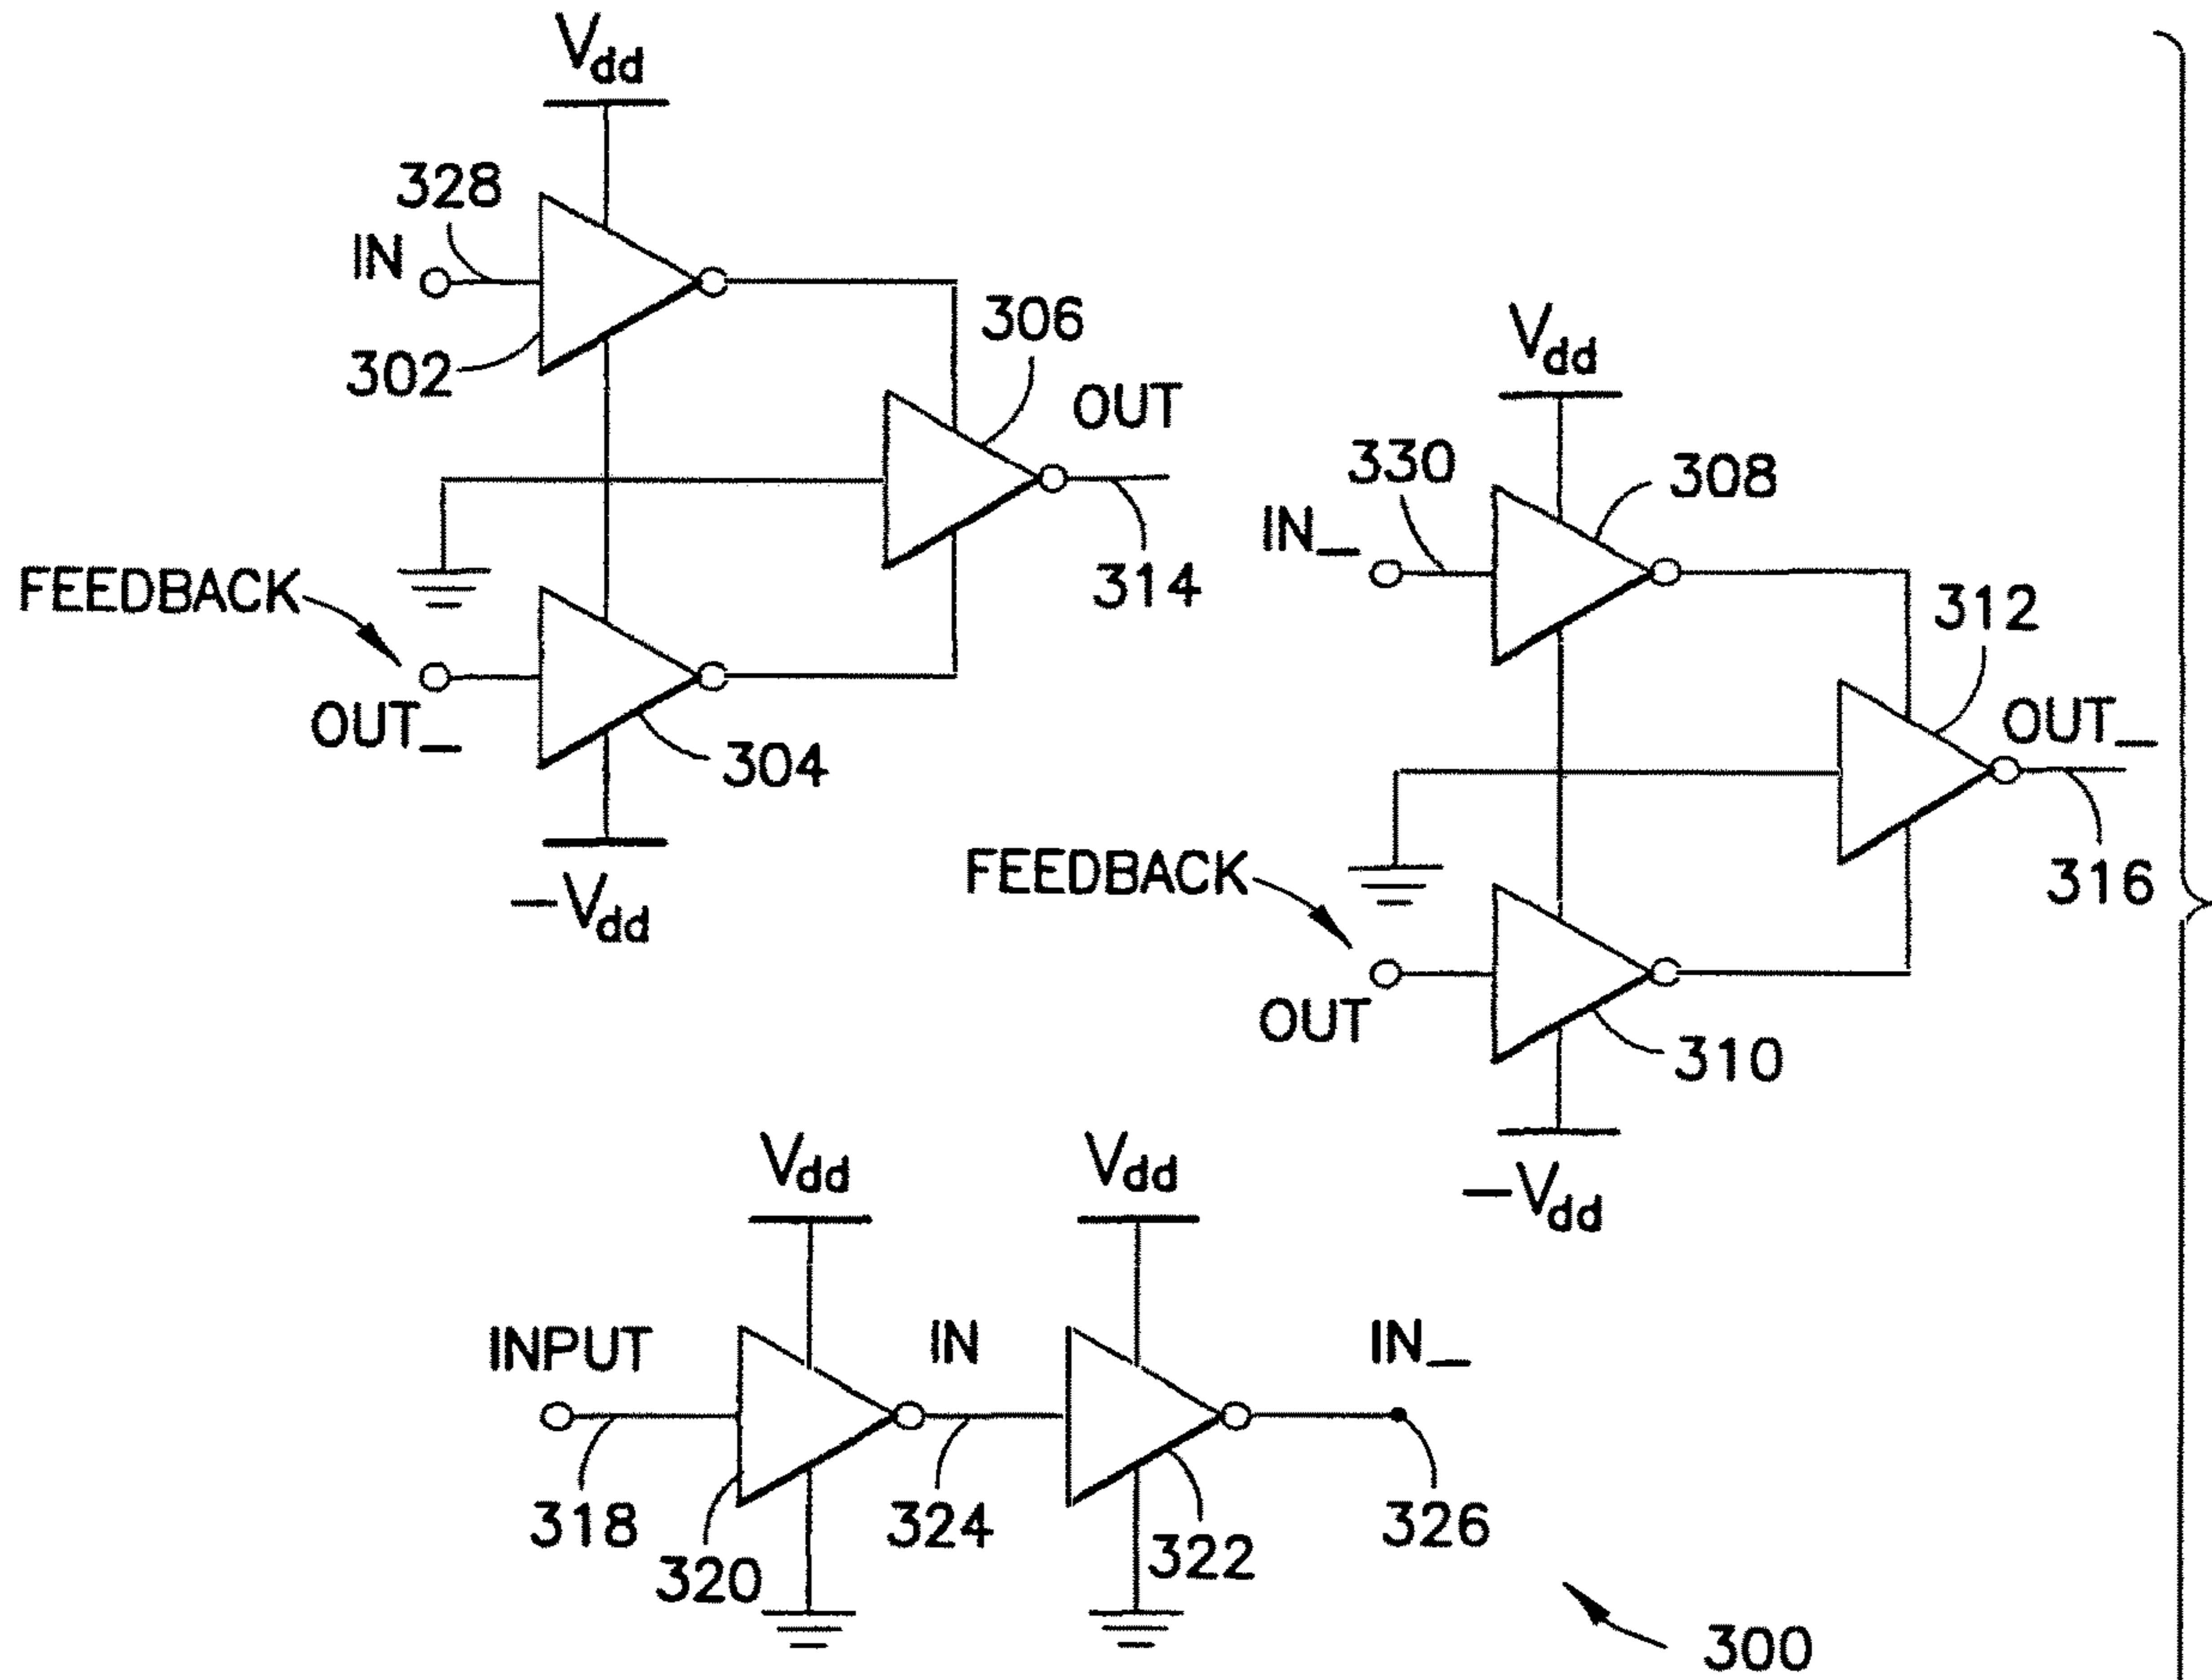 Vdd
328
IN
302
306
OUT
314
FEEDBACK
OUT_
304
-Vdd
Vdd
330
308
IN_
312
OUT_
316
FEEDBACK
OUT
310
-Vdd
Vdd
Vdd
INPUT
IN
IN_
318
320
324
322
326
300